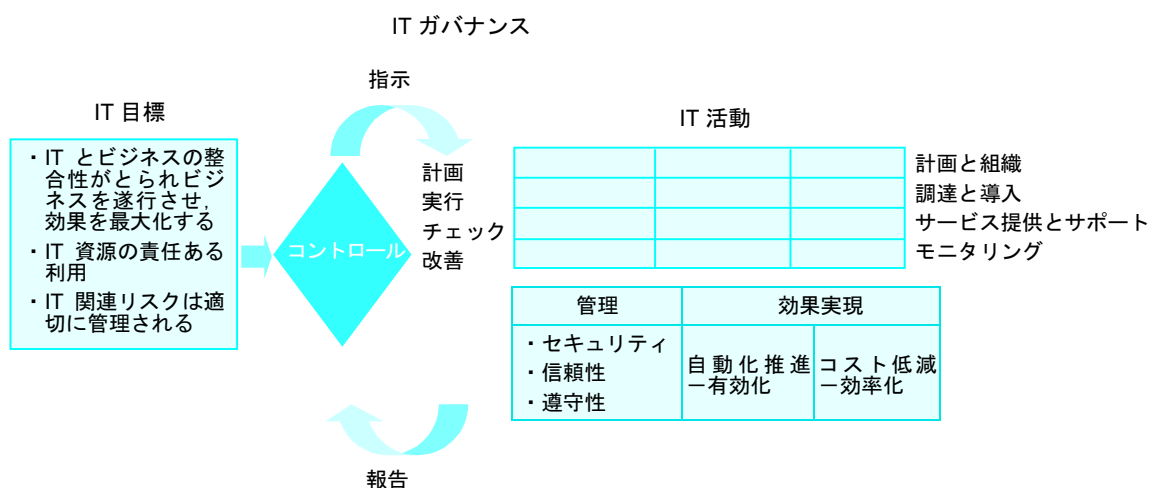 IT ガバナンス
指示
IT 目標
・IT とビジネスの整
合性がとられビジ
ネスを遂行させ,
効果を最大化する
・IT 資源の責任ある
利用
・IT 関連リスクは適
切に管理される
コントロール
計画
実行
チェック
改善
IT 活動
計画と組織
調達と導入
サービス提供とサポート
モニタリング
管理
効果実現
・セキュリティ
・信頼性
・遵守性
自動化推進
－有効化
コスト低減
－効率化
報告